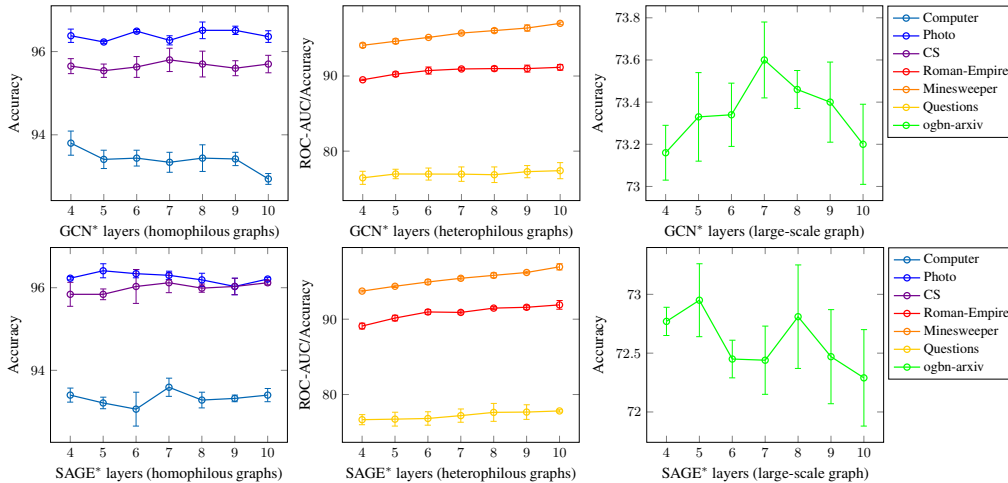 Accuracy
96
94
4 5 6 7 8 9 10
GCN* layers (homophilous graphs)
ROC-AUC/Accuracy
90
80
4 5 6 7 8 9 10
GCN* layers (heterophilous graphs)
Accuracy
73.8
73.6
73.4
73.2
73
4 5 6 7 8 9 10
GCN* layers (large-scale graph)
Computer
Photo
CS
Roman-Empire
Minesweeper
Questions
ogbn-arxiv
Accuracy
96
94
4 5 6 7 8 9 10
SAGE* layers (homophilous graphs)
ROC-AUC/Accuracy
90
80
4 5 6 7 8 9 10
SAGE* layers (heterophilous graphs)
Accuracy
73
72.5
72
4 5 6 7 8 9 10
SAGE* layers (large-scale graph)
Computer
Photo
CS
Roman-Empire
Minesweeper
Questions
ogbn-arxiv